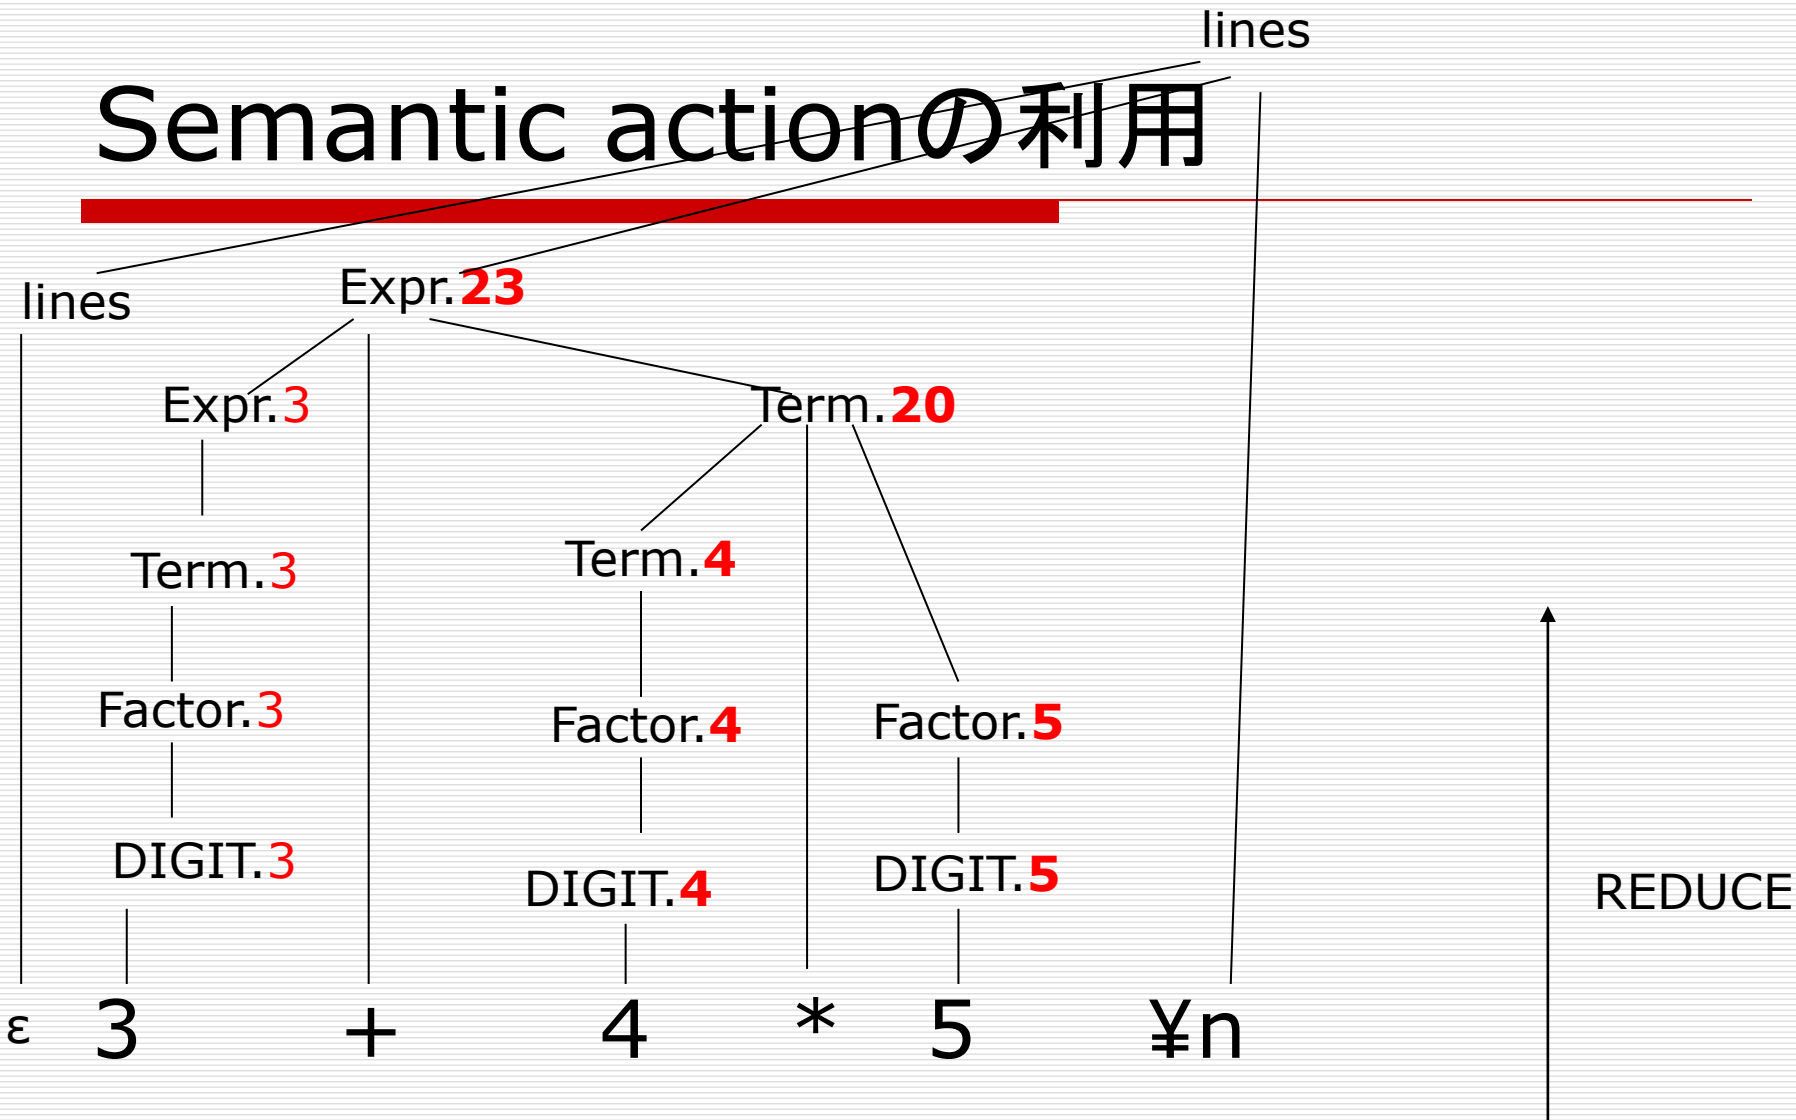 lines
Semantic actionの利用
lines Expr.23
Expr.3 Term.20
Term.3 Term.4
Factor.3 Factor.4 Factor.5
DIGIT.3 DIGIT.4 DIGIT.5
REDUCE
ε 3 + 4 * 5 ¥n